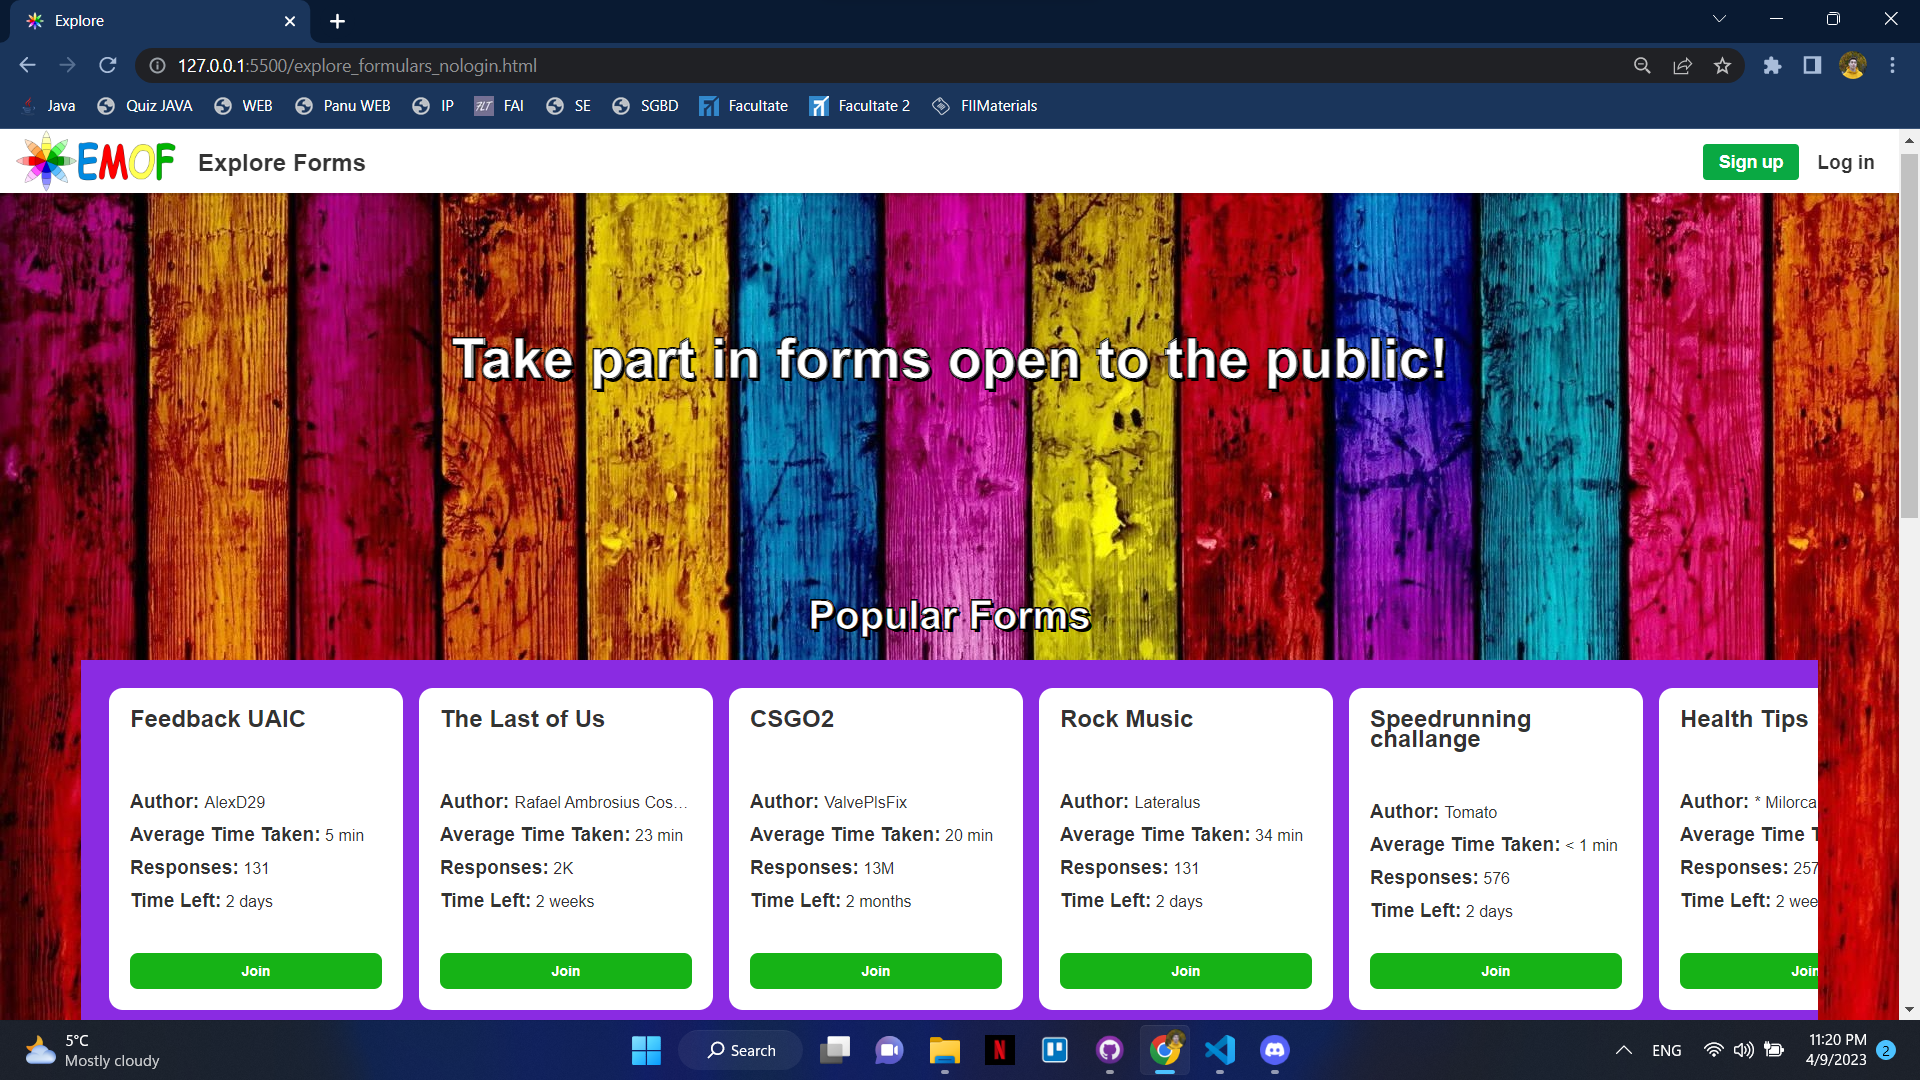 Explore
127.0.0.1:5500/explore_formulars_nologin.html
Java Quiz JAVA WEB Panu WEB IP FAI SE SGBD Facultate Facultate 2 FIIMaterials
EMOF Explore Forms Sign up Log in
Take part in forms open to the public!
Popular Forms
Feedback UAIC
Author: AlexD29
Average Time Taken: 5 min
Responses: 131
Time Left: 2 days
Join
The Last of Us
Author: Rafael Ambrosius Cos...
Average Time Taken: 23 min
Responses: 2K
Time Left: 2 weeks
Join
CSGO2
Author: ValvePlsFix
Average Time Taken: 20 min
Responses: 13M
Time Left: 2 months
Join
Rock Music
Author: Lateralus
Average Time Taken: 34 min
Responses: 131
Time Left: 2 days
Join
Speedrunning
challange
Author: Tomato
Average Time Taken: < 1 min
Responses: 576
Time Left: 2 days
Join
Health Tips
Author: * Milorca
Average Time T
Responses: 257
Time Left: 2 wee
Join
5°C
Mostly cloudy
Search
ENG
11:20 PM
4/9/2023
2